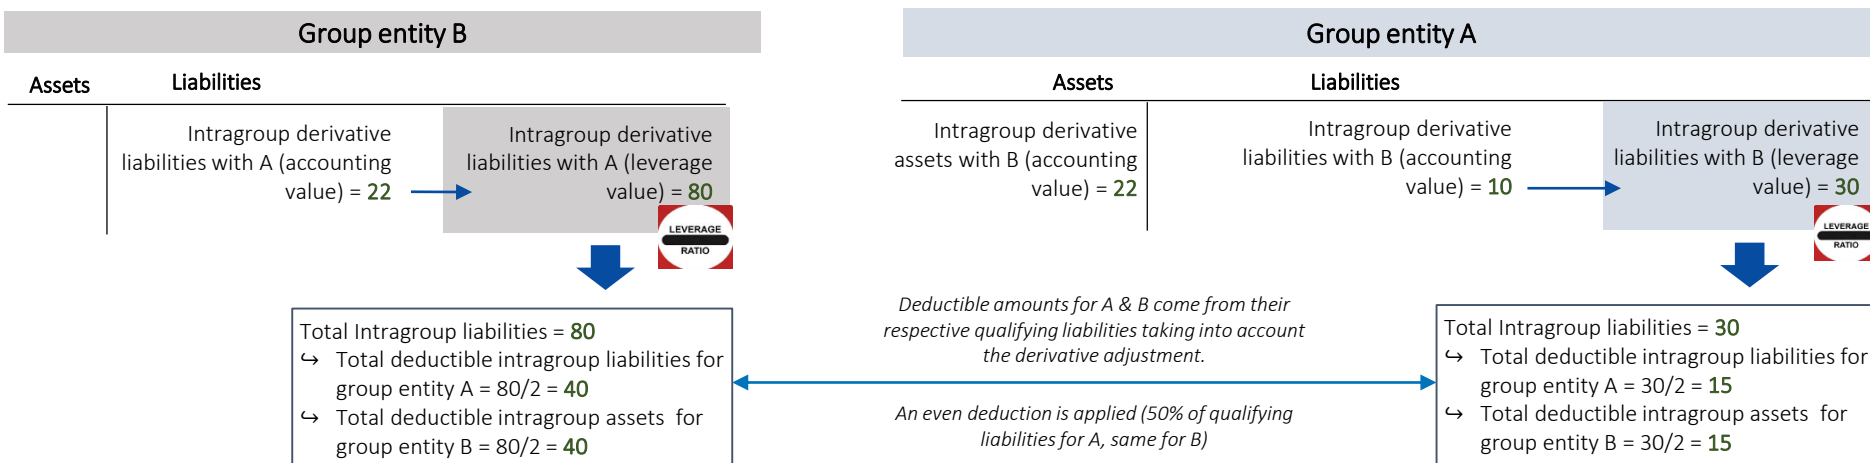 Group entity B
Assets
Liabilities
Intragroup derivative
liabilities with A (accounting
value) = 22
Intragroup derivative
liabilities with A (leverage
value) = 80
LEVERAGE
RATIO
Total Intragroup liabilities = 80
↪ Total deductible intragroup liabilities for
group entity A = 80/2 = 40
↪ Total deductible intragroup assets for
group entity B = 80/2 = 40
Deductible amounts for A & B come from their
respective qualifying liabilities taking into account
the derivative adjustment.
An even deduction is applied (50% of qualifying
liabilities for A, same for B)
Group entity A
Assets
Liabilities
Intragroup derivative
assets with B (accounting
value) = 22
Intragroup derivative
liabilities with B (accounting
value) = 10
Intragroup derivative
liabilities with B (leverage
value) = 30
LEVERAGE
RATIO
Total Intragroup liabilities = 30
↪ Total deductible intragroup liabilities for
group entity A = 30/2 = 15
↪ Total deductible intragroup assets for
group entity B = 30/2 = 15